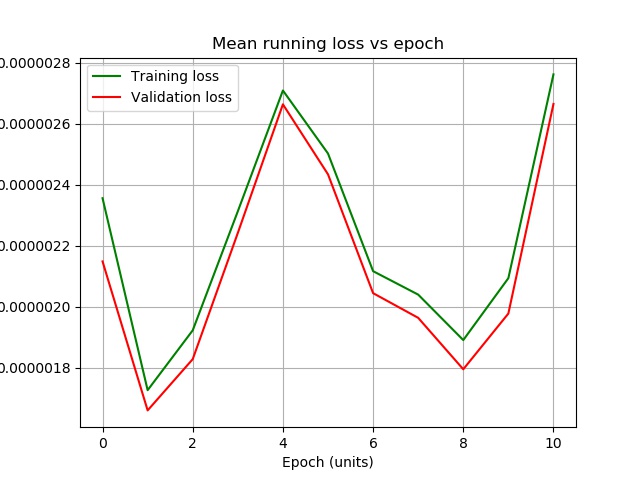 Mean running loss vs epoch
0.0000028
Training loss
Validation loss
0.0000026
0.0000024
0.0000022
0.0000020
0.0000018
0 2 4 6 8 10
Epoch (units)